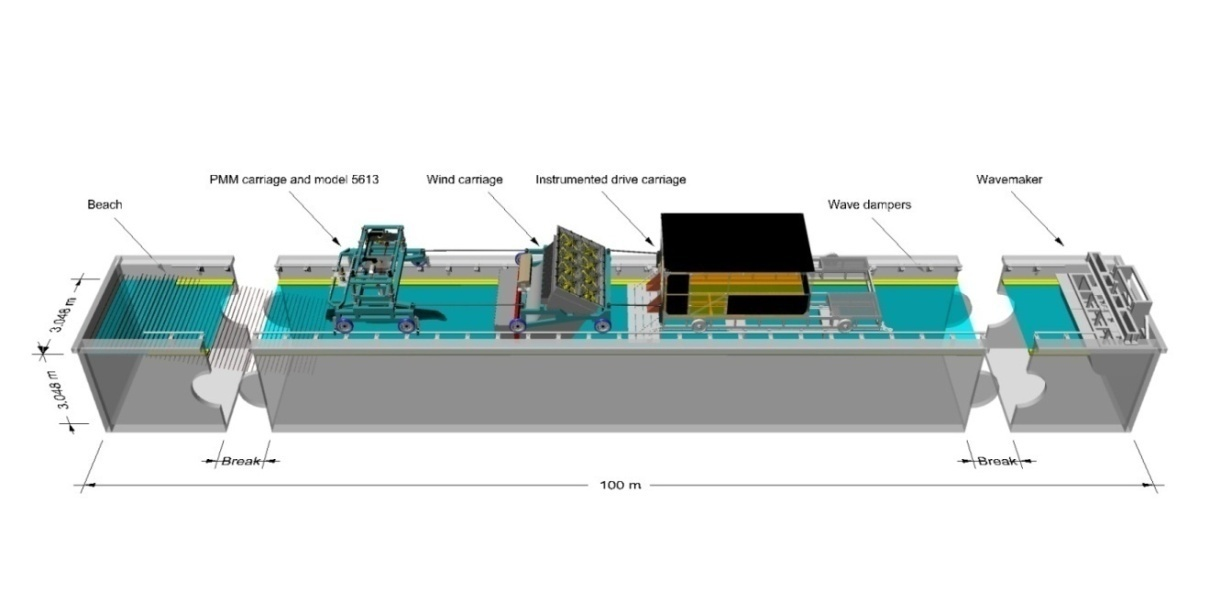 PMM carriage and model 5613
Wind carriage
Instrumented drive carriage
Wavemaker
Beach
Wave dampers
3.048 m
3.048 m
Break
Break
100 m